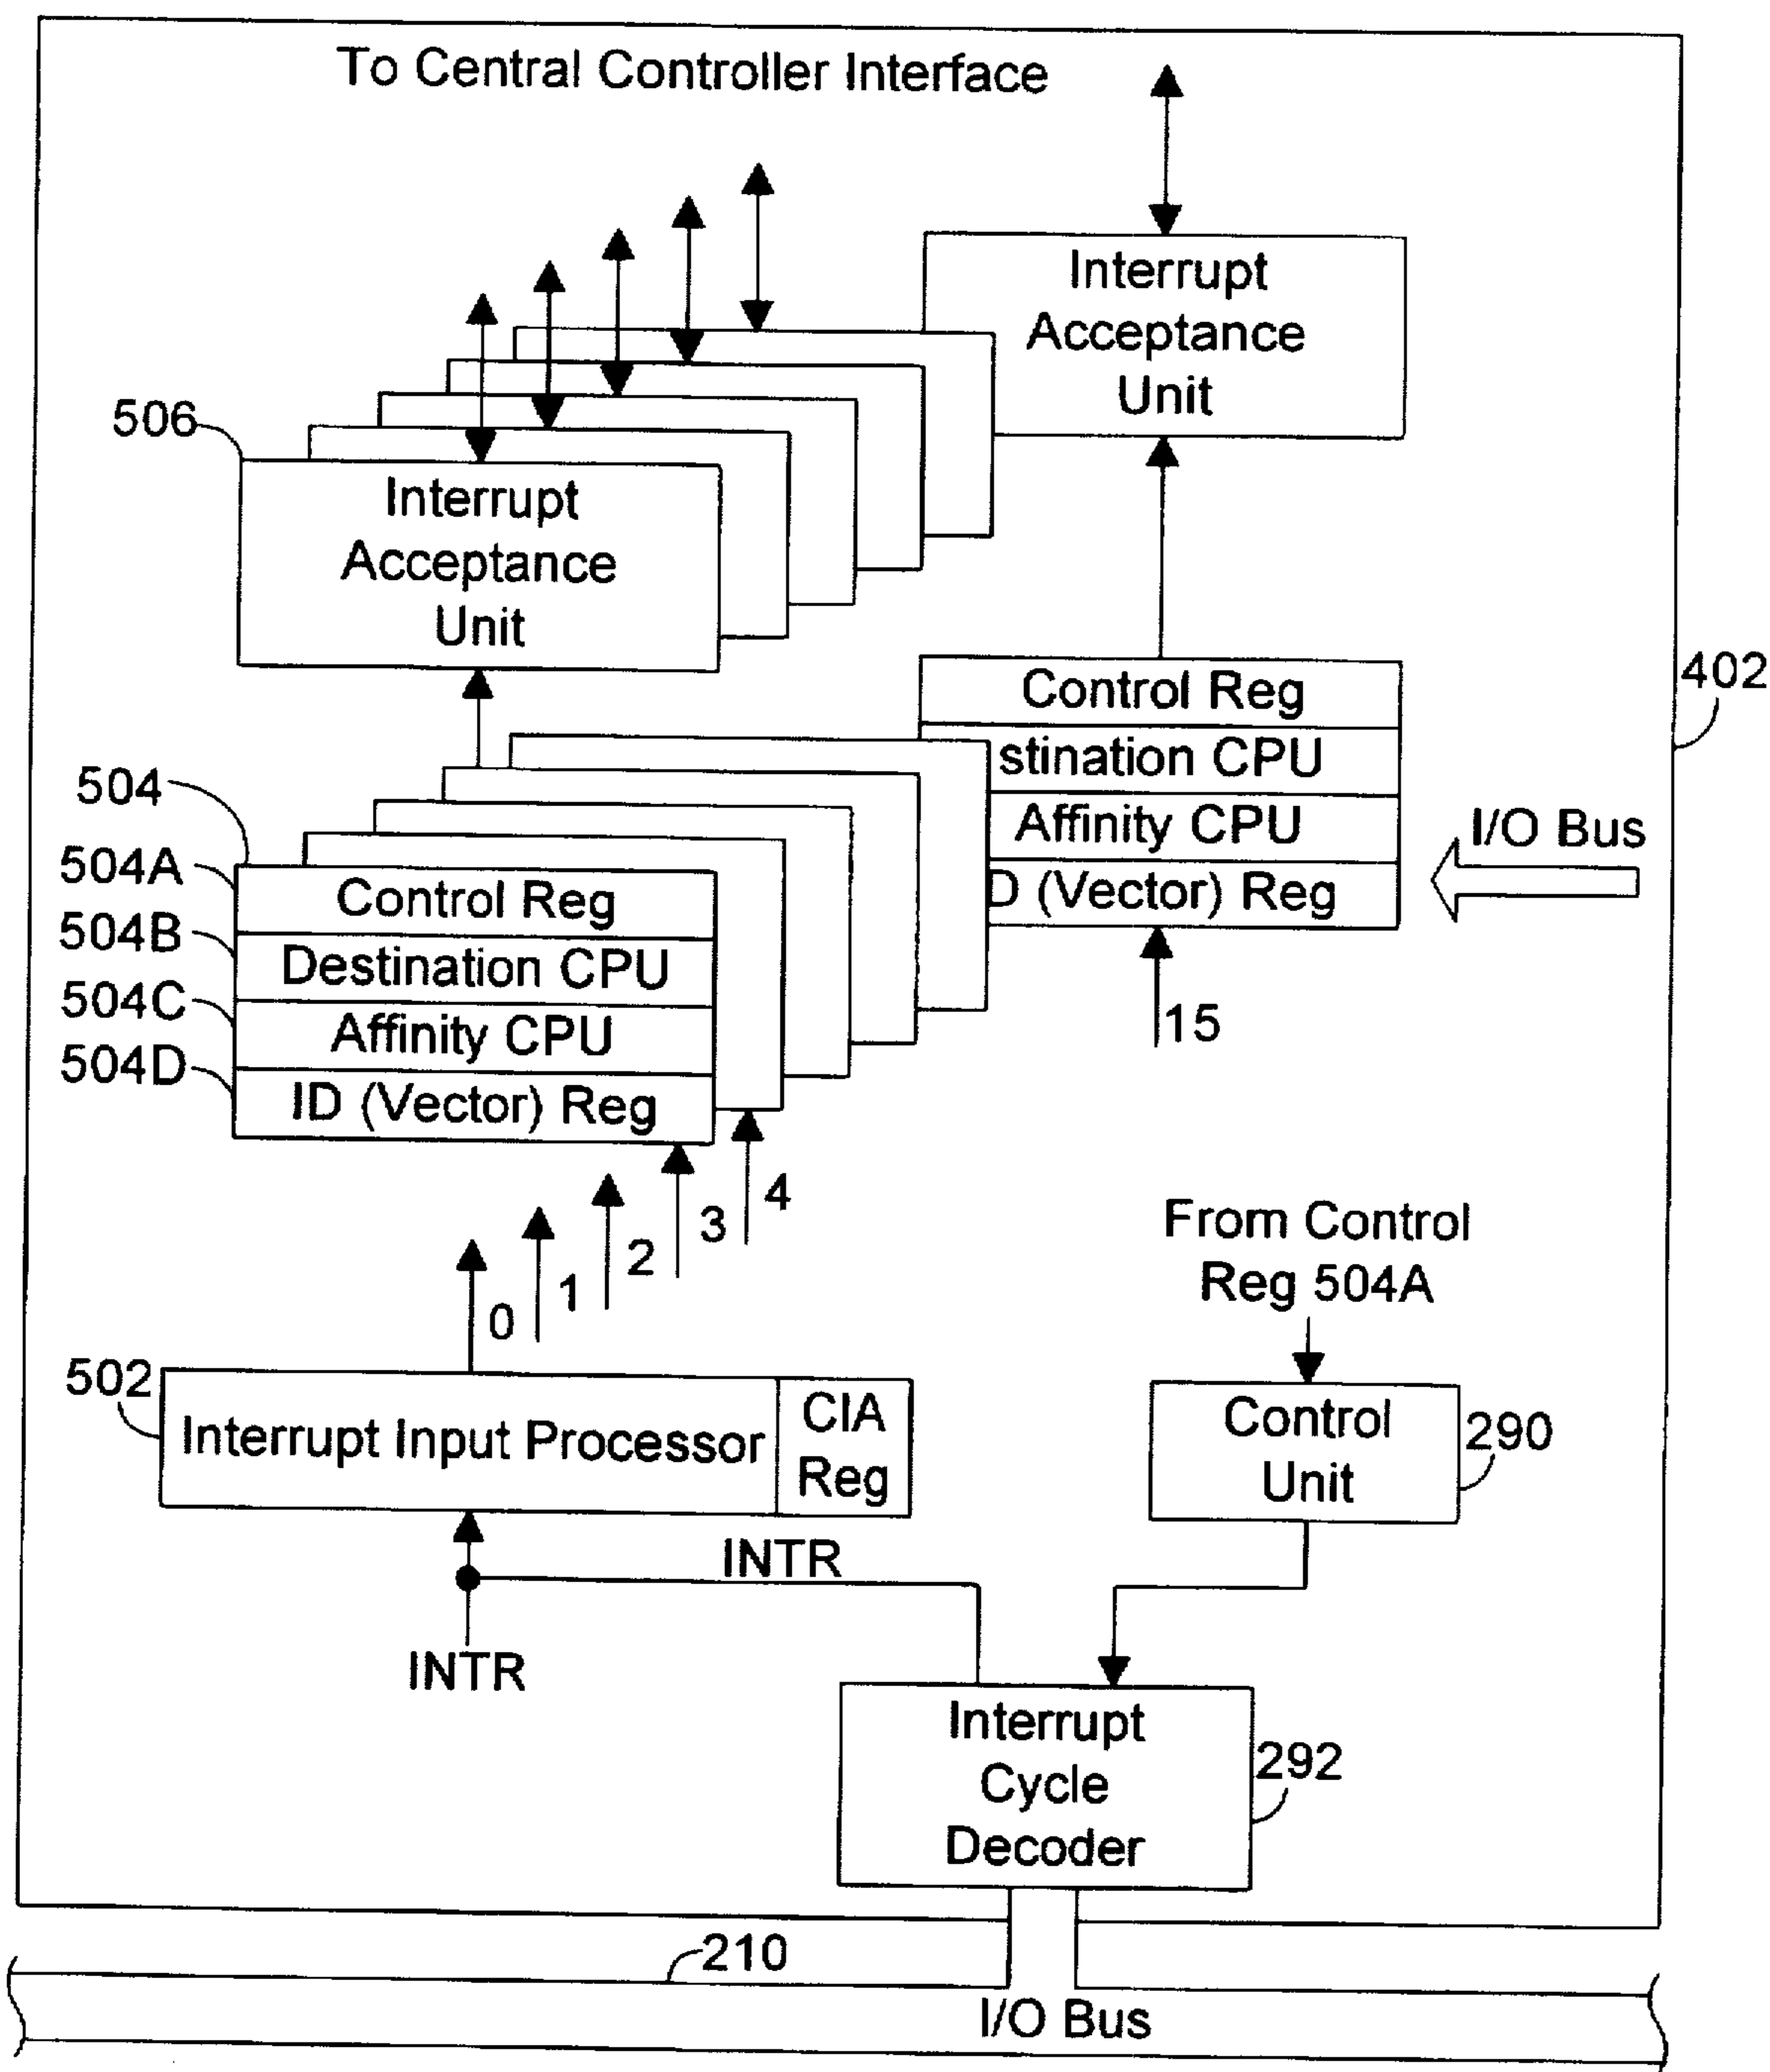 To Central Controller Interface
Interrupt
Acceptance
Unit
506
Interrupt
Acceptance
Unit
402
Control Reg
stination CPU
Affinity CPU
D (Vector) Reg
I/O Bus
15
504
504A
Control Reg
504B
Destination CPU
504C
Affinity CPU
504D
ID (Vector) Reg
4
3
2
1
0
From Control
Reg 504A
502
Interrupt Input Processor
CIA
Reg
Control
Unit
290
INTR
INTR
Interrupt
Cycle
Decoder
292
210
I/O Bus